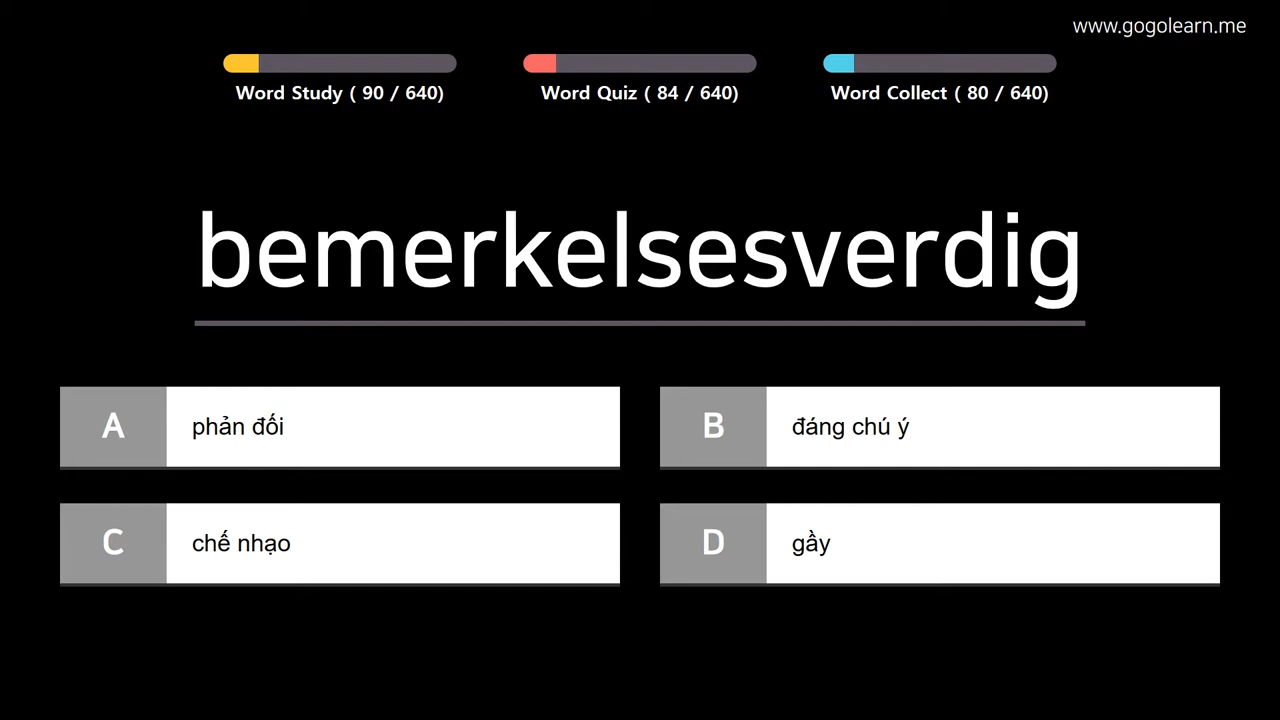 www.gogolearn.me
Word Study ( 90 / 640)
Word Quiz ( 84 / 640)
Word Collect ( 80 / 640)
bemerkelsesverdig
A phản đối
B đáng chú ý
C chế nhạo
D gầy